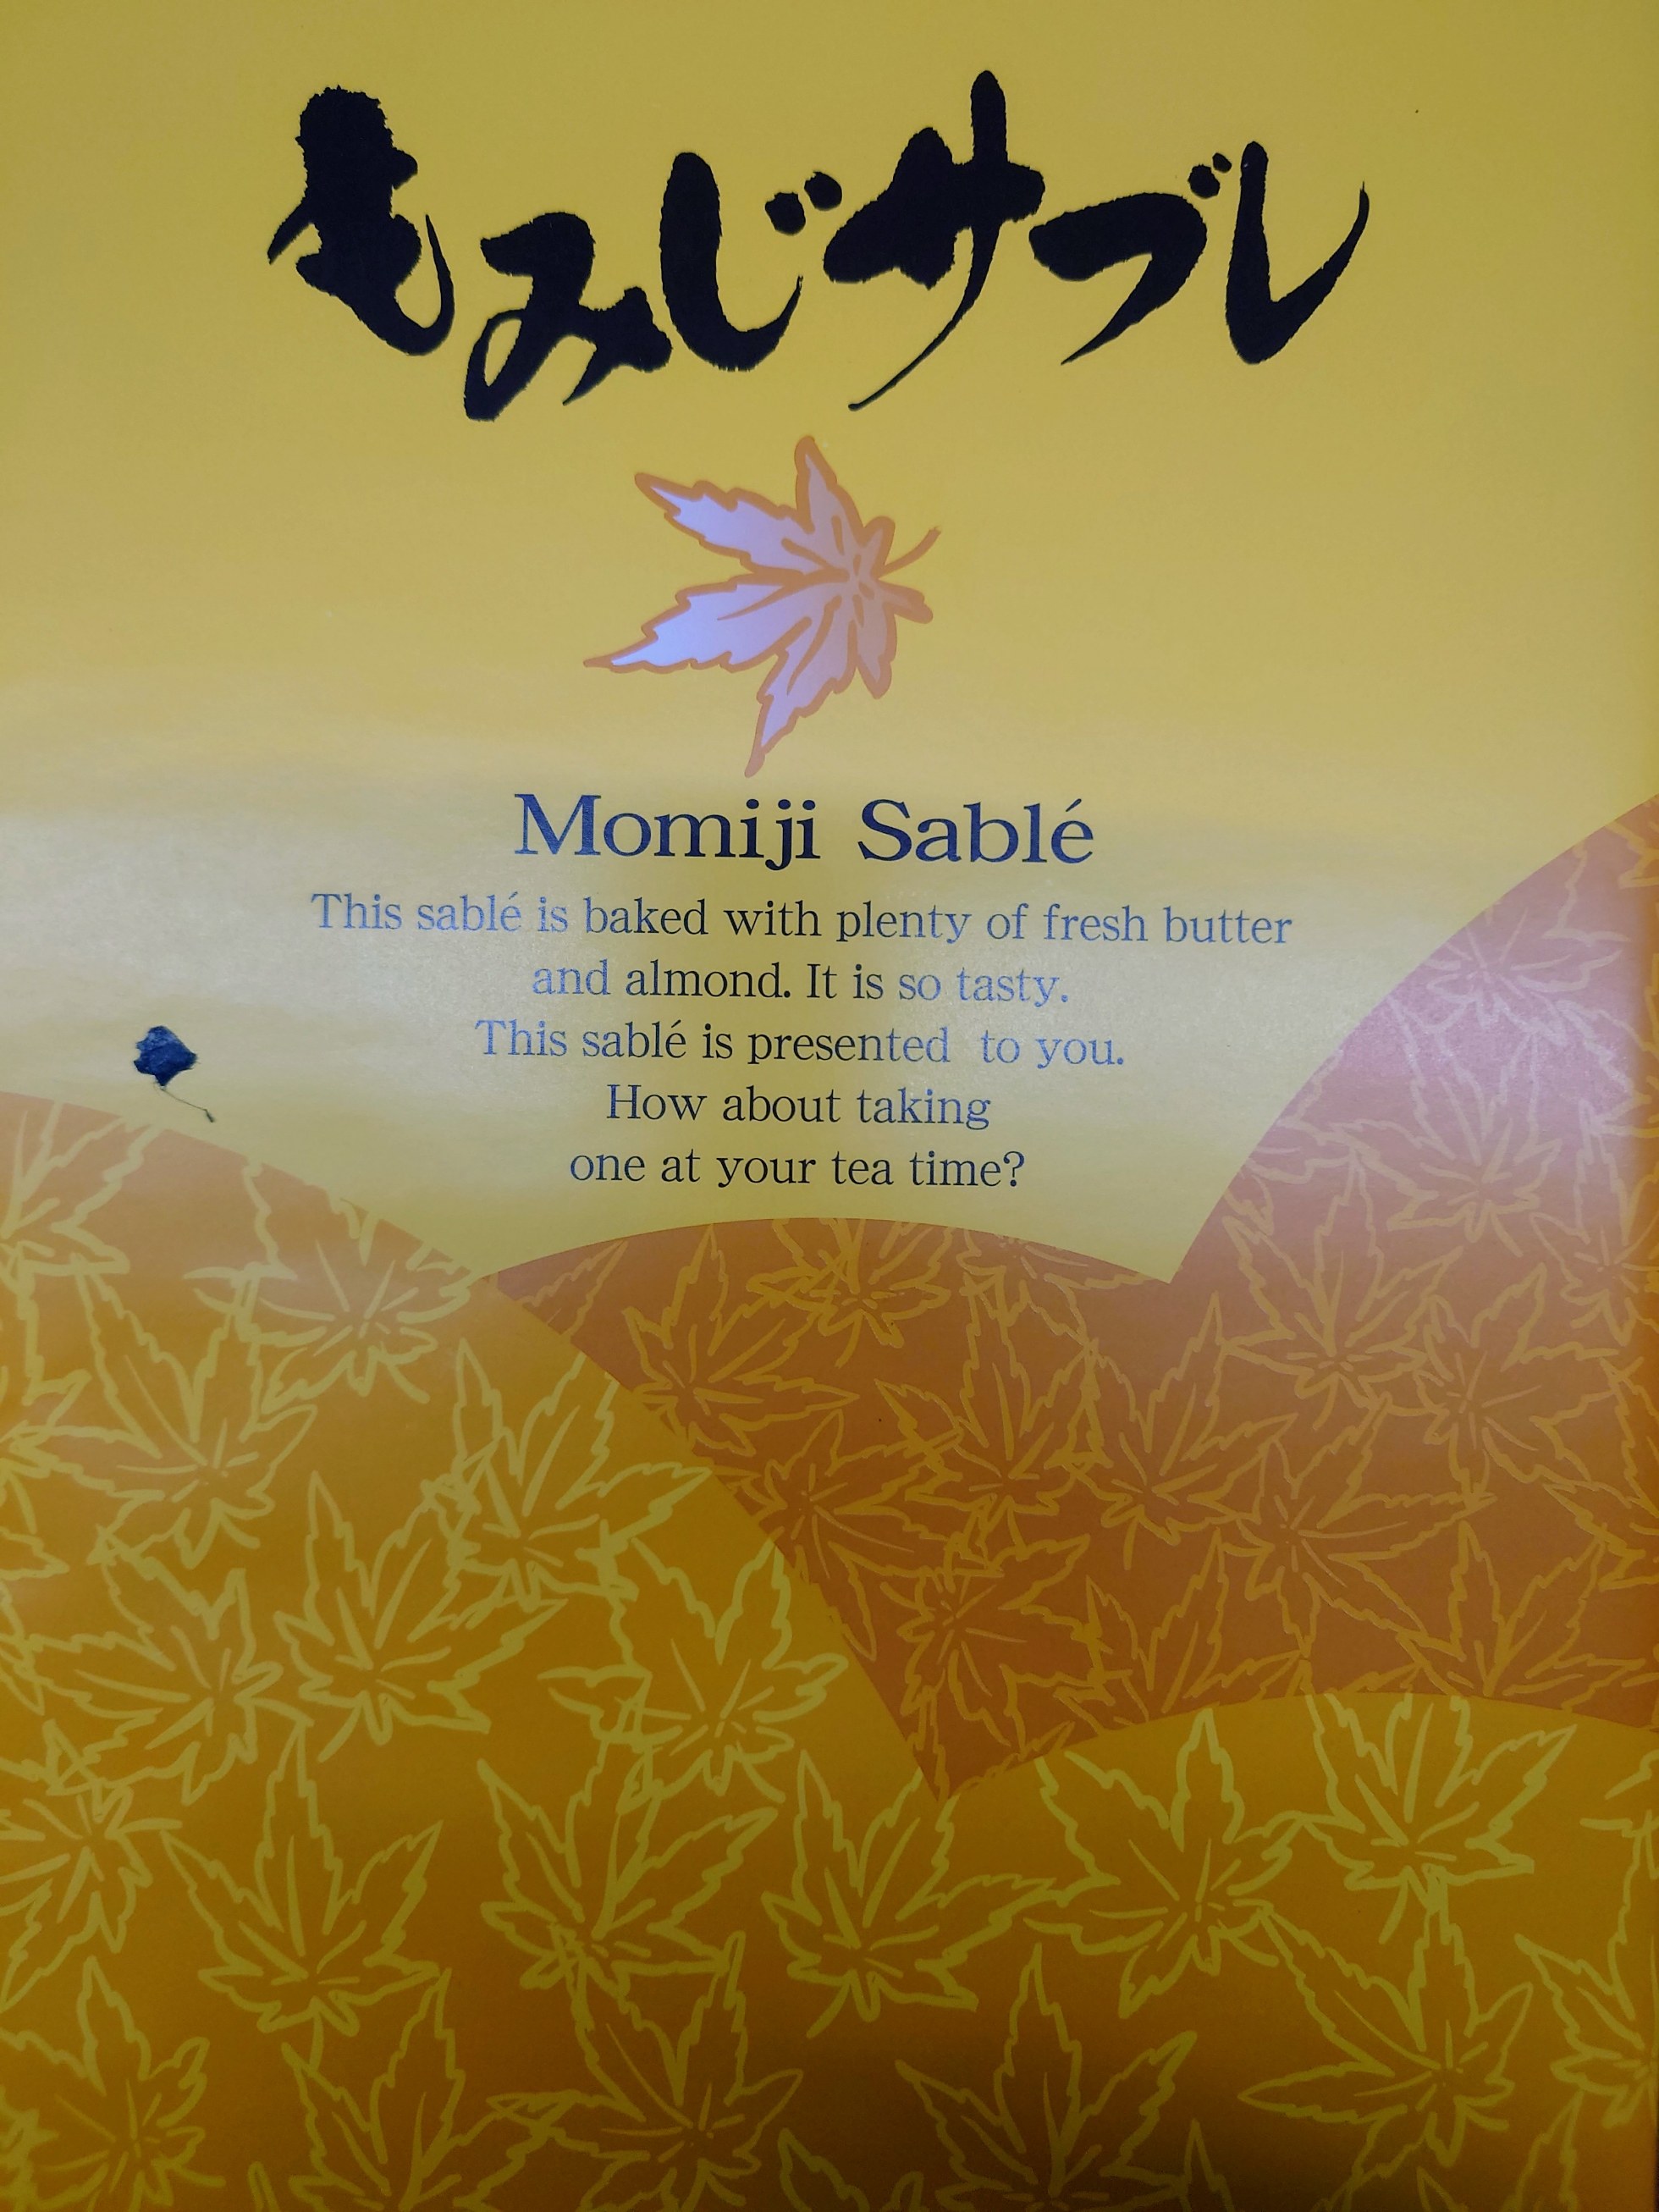 もみじサブレ
Momiji Sablé
This sablé is baked with plenty of fresh butter
and almond. It is so tasty.
This sablé is presented to you.
How about taking
one at your tea time?